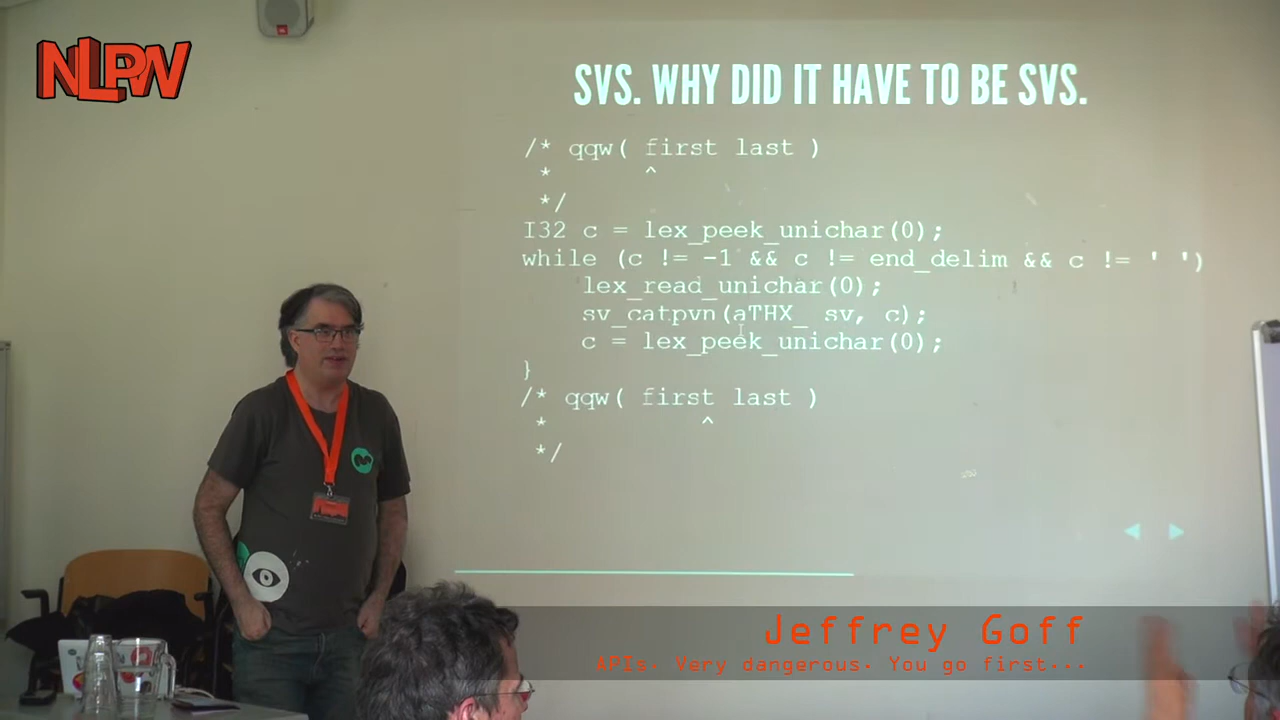 NLPW
SVS. WHY DID IT HAVE TO BE SVS.
/* qqw( first last )
* ^
*/
I32 c = lex_peek_unichar(0);
while (c != -1 && c != end_delim && c != ' ')
lex_read_unichar(0);
sv_catpvn(aTHX_ sv, c);
c = lex_peek_unichar(0);
}
/* qqw( first last )
* ^
*/
Jeffrey Goff
APIs. Very dangerous. You go first...